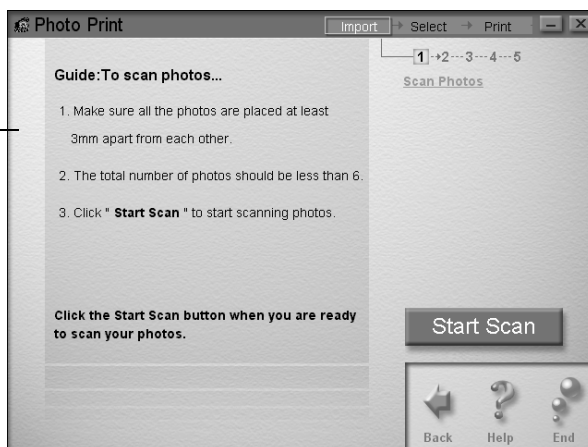 Photo Print
Import → Select → Print
1→2---3---4---5
Scan Photos
Guide:To scan photos...
1. Make sure all the photos are placed at least
3mm apart from each other.
2. The total number of photos should be less than 6.
3. Click " Start Scan " to start scanning photos.
Click the Start Scan button when you are ready
to scan your photos.
Start Scan
Back Help End